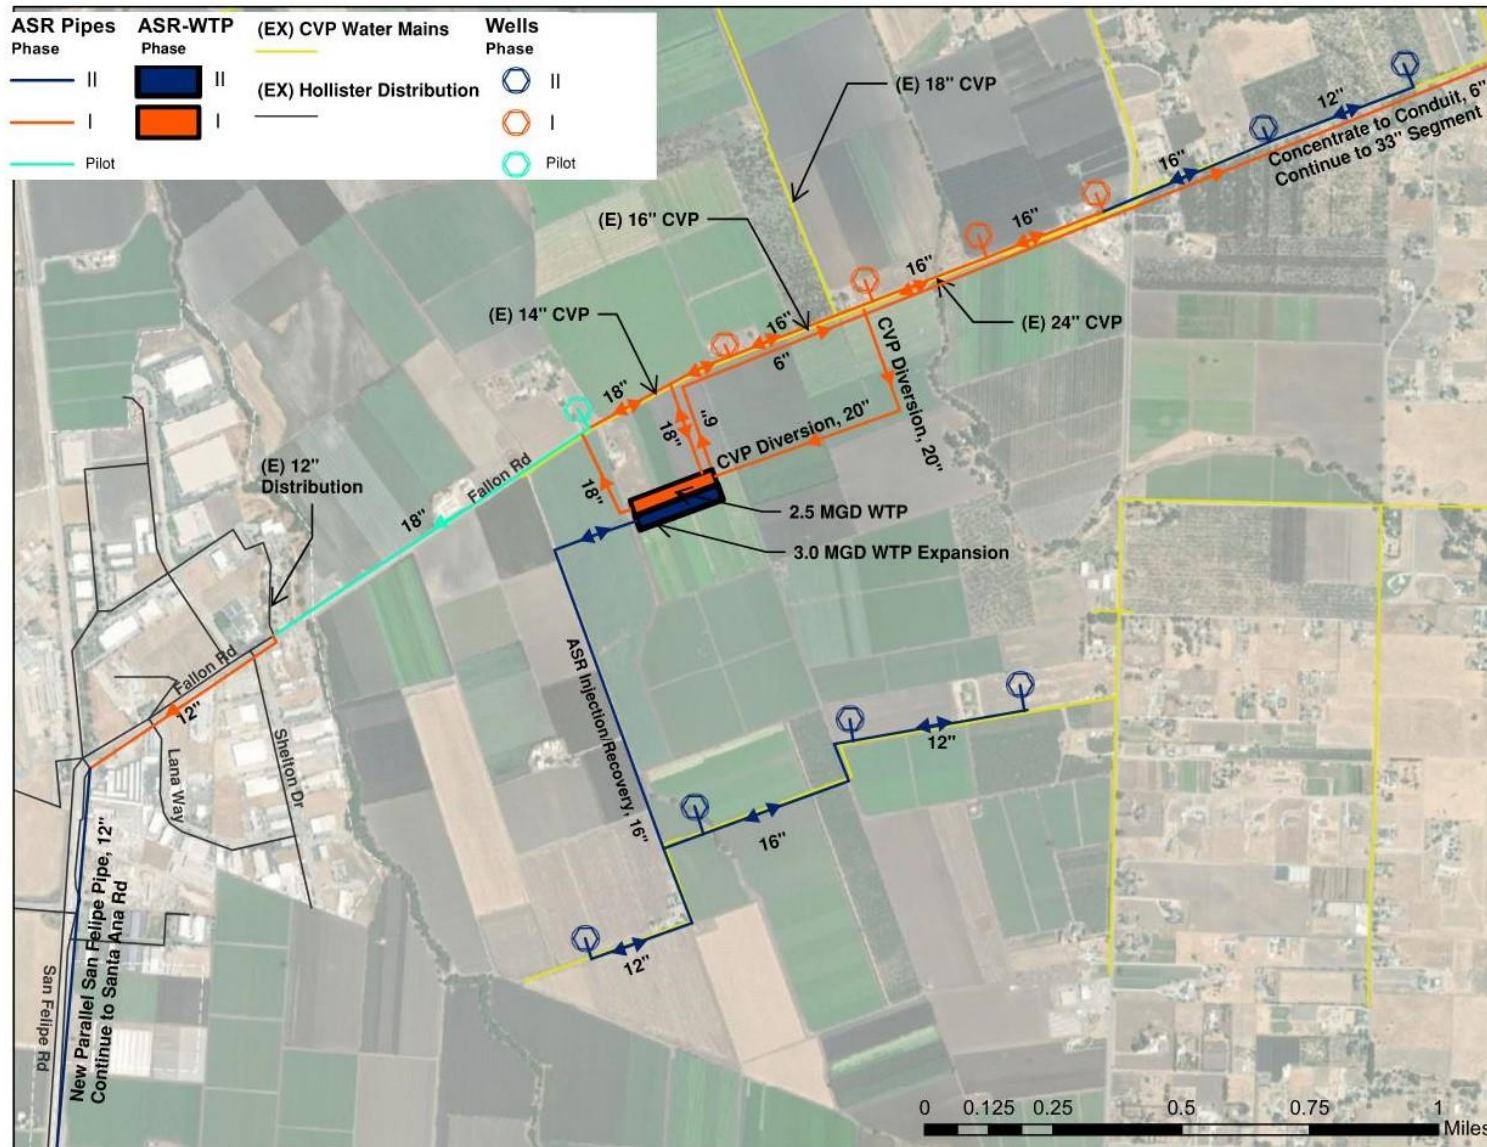 ASR Pipes
Phase
II
I
Pilot
ASR-WTP
Phase
II
I
(EX) CVP Water Mains
(EX) Hollister Distribution
Wells
Phase
II
I
Pilot
(E) 18" CVP
12"
Concentrate to Conduit, 6"
Continue to 33" Segment
16"
(E) 16" CVP
16"
16"
(E) 14" CVP
16"
(E) 24" CVP
6"
CVP Diversion, 20"
18"
6"
18"
CVP Diversion, 20"
(E) 12"
Distribution
Fallon Rd
18"
18"
2.5 MGD WTP
3.0 MGD WTP Expansion
Fallon Rd
12"
Lana Way
Shelton Dr
ASR Injection/Recovery, 16"
12"
16"
12"
New Parallel San Felipe Pipe, 12"
Continue to Santa Ana Rd
San Felipe Rd
0 0.125 0.25 0.5 0.75 1
Miles